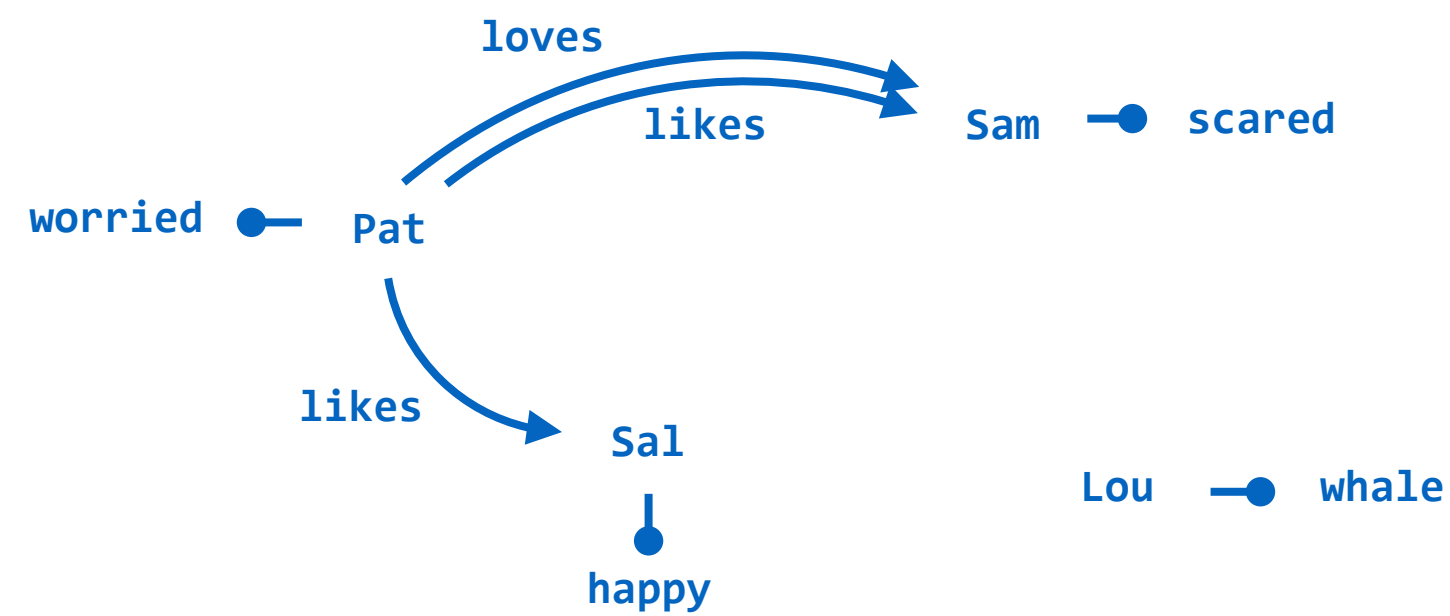 loves
likes
Sam
scared
worried
Pat
likes
Sal
Lou
whale
happy